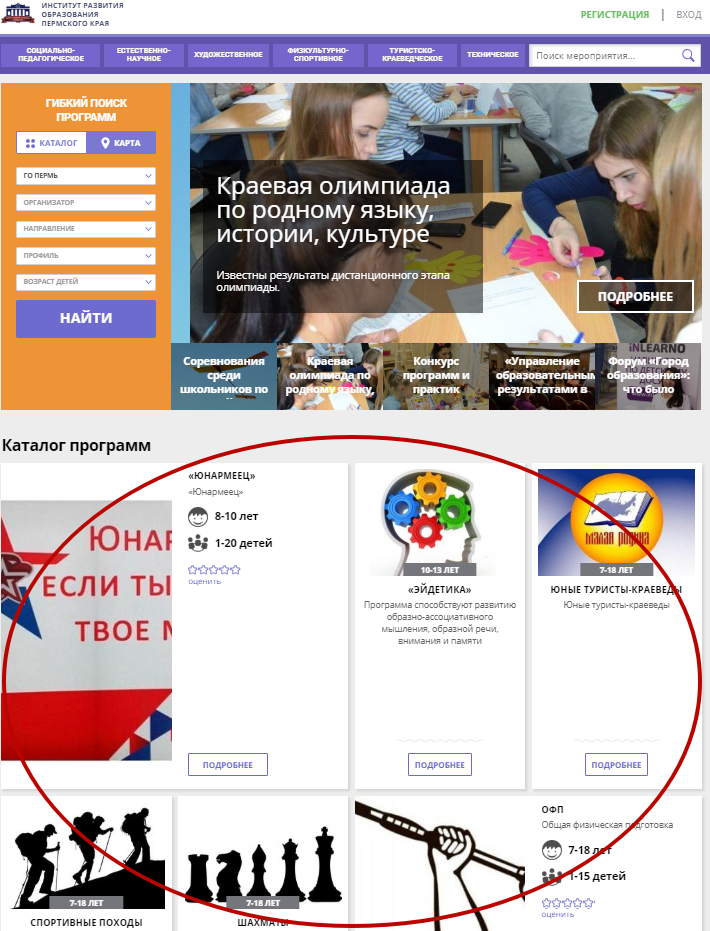 ИНСТИТУТ РАЗВИТИЯ
ОБРАЗОВАНИЯ
ПЕРМСКОГО КРАЯ
РЕГИСТРАЦИЯ | ВХОД
СОЦИАЛЬНО-
ПЕДАГОГИЧЕСКОЕ
ЕСТЕСТВЕННО-
НАУЧНОЕ
ХУДОЖЕСТВЕННОЕ
ФИЗКУЛЬТУРНО-
СПОРТИВНОЕ
ТУРИСТСКО-
КРАЕВЕДЧЕСКОЕ
ТЕХНИЧЕСКОЕ
Поиск мероприятия...
ГИБКИЙ ПОИСК
ПРОГРАММ
КАТАЛОГ
КАРТА
ГО ПЕРМЬ
ОРГАНИЗАТОР
НАПРАВЛЕНИЕ
ПРОФИЛЬ
ВОЗРАСТ ДЕТЕЙ
НАЙТИ
Краевая олимпиада
по родному языку,
истории, культуре
Известны результаты дистанционного этапа
олимпиады.
ПОДРОБНЕЕ
Соревнования
среди
школьников по
Краевая
олимпиада по
родному языку,
Конкурс
программ и
практик
«Управление
образовательным
результатами в
INLEARNO
Форум «Город
образования»:
что было
Каталог программ
ЮНАР
ЕСЛИ ТЫ
ТВОЕ М
«ЮНАРМЕЕЦ»
«Юнармеец»
8-10 лет
1-20 детей
оценить
ПОДРОБНЕЕ
10-13 ЛЕТ
«ЭЙДЕТИКА»
Программа способствуют развитию
образно-ассоциативного
мышления, образной речи,
внимания и памяти
ПОДРОБНЕЕ
МАЛАЯ РОДИНА
7-18 ЛЕТ
ЮНЫЕ ТУРИСТЫ-КРАЕВЕДЫ
Юные туристы-краеведы
ПОДРОБНЕЕ
7-18 ЛЕТ
СПОРТИВНЫЕ ПОХОДЫ
7-18 ЛЕТ
ШАХМАТЫ
ОФП
Общая физическая подготовка
7-18 лет
1-15 детей
оценить